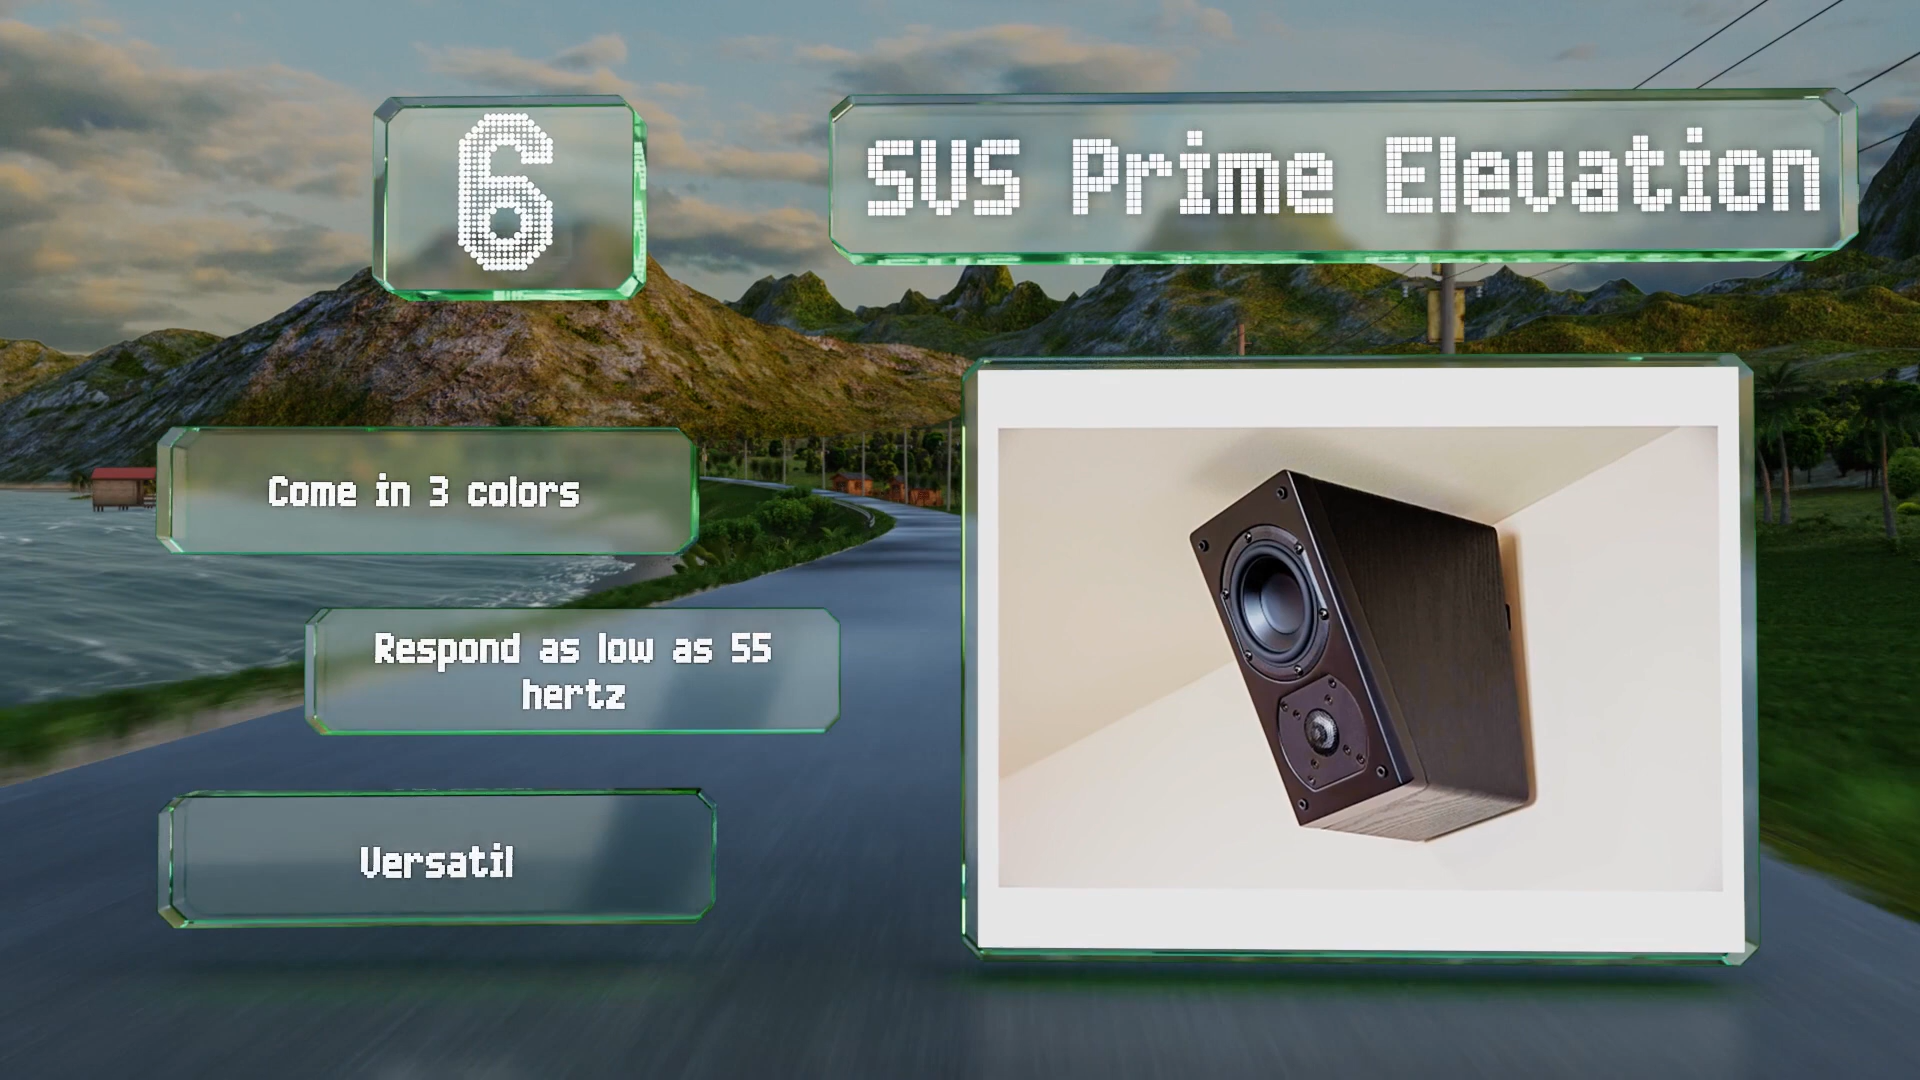 6
SVS Prime Elevation
Come in 3 colors
Respond as low as 55
hertz
Versatil